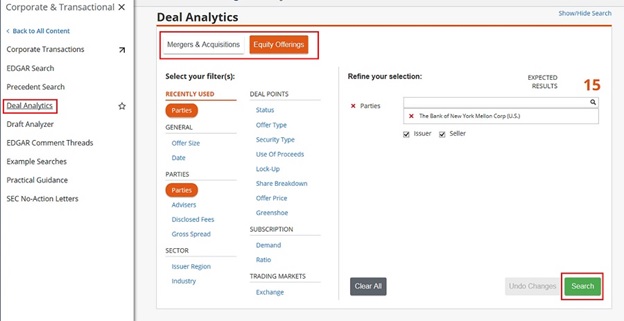 Corporate & Transactional
Back to All Content
Corporate Transactions
EDGAR Search
Precedent Search
Deal Analytics
Draft Analyzer
EDGAR Comment Threads
Example Searches
Practical Guidance
SEC No-Action Letters
Deal Analytics
Show/Hide Search
Mergers & Acquisitions
Equity Offerings
Select your filter(s):
RECENTLY USED
Parties
GENERAL
Offer Size
Date
PARTIES
Parties
Advisers
Disclosed Fees
Gross Spread
SECTOR
Issuer Region
Industry
DEAL POINTS
Status
Offer Type
Security Type
Use Of Proceeds
Lock-Up
Share Breakdown
Offer Price
Greenshoe
SUBSCRIPTION
Demand
Ratio
TRADING MARKETS
Exchange
Refine your selection:
EXPECTED
RESULTS
15
Parties
The Bank of New York Mellon Corp (U.S.)
Issuer Seller
Clear All
Undo Changes
Search